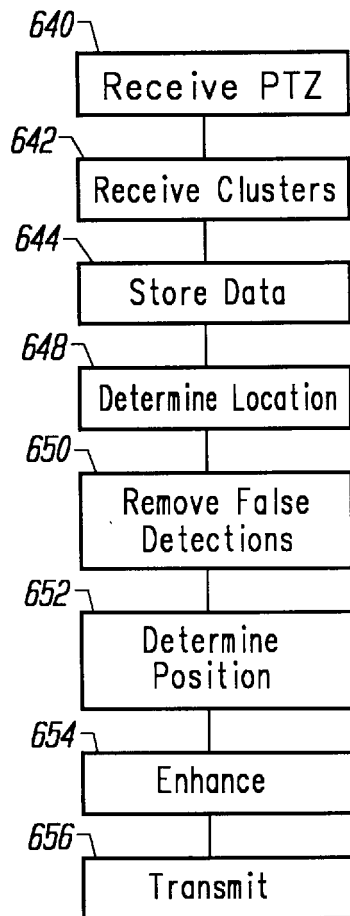 640
Receive PTZ
642
Receive Clusters
644
Store Data
648
Determine Location
650
Remove False
Detections
652
Determine
Position
654
Enhance
656
Transmit